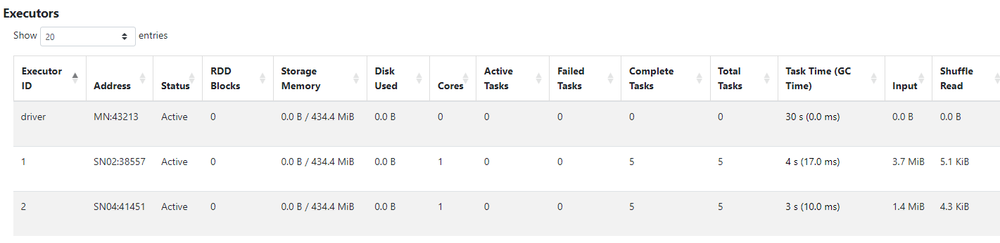 Executors
Show 20 entries
Executor ID Address Status RDD Blocks Storage Memory Disk Used Cores Active Tasks Failed Tasks Complete Tasks Total Tasks Task Time (GC Time) Input Shuffle Read
driver MN:43213 Active 0 0.0 B / 434.4 MiB 0.0 B 0 0 0 0 0 30 s (0.0 ms) 0.0 B 0.0 B
1 SN02:38557 Active 0 0.0 B / 434.4 MiB 0.0 B 1 0 0 5 5 4 s (17.0 ms) 3.7 MiB 5.1 KiB
2 SN04:41451 Active 0 0.0 B / 434.4 MiB 0.0 B 1 0 0 5 5 3 s (10.0 ms) 1.4 MiB 4.3 KiB